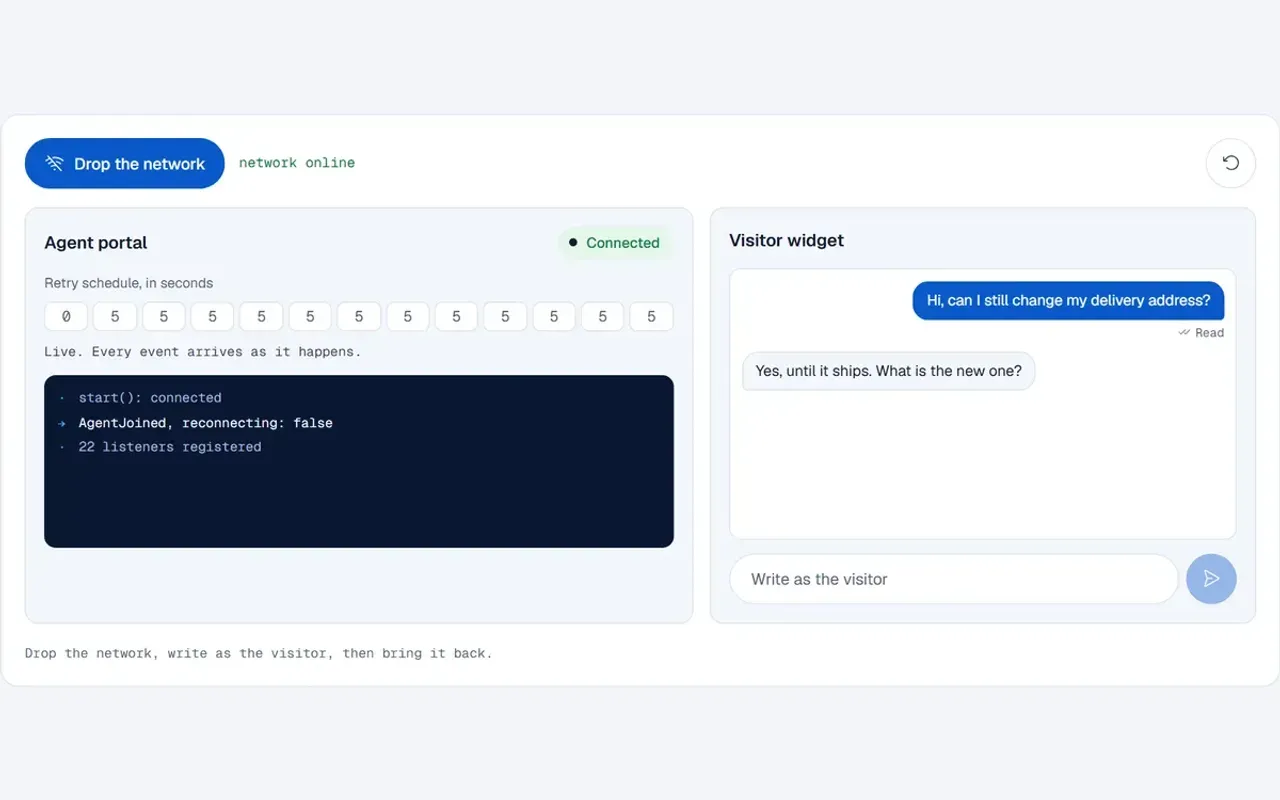 Drop the network
network online
Agent portal
Connected
Retry schedule, in seconds
0 5 5 5 5 5 5 5 5 5 5 5 5
Live. Every event arrives as it happens.
· start(): connected
→ AgentJoined, reconnecting: false
· 22 listeners registered
Visitor widget
Hi, can I still change my delivery address?
Read
Yes, until it ships. What is the new one?
Write as the visitor
Drop the network, write as the visitor, then bring it back.